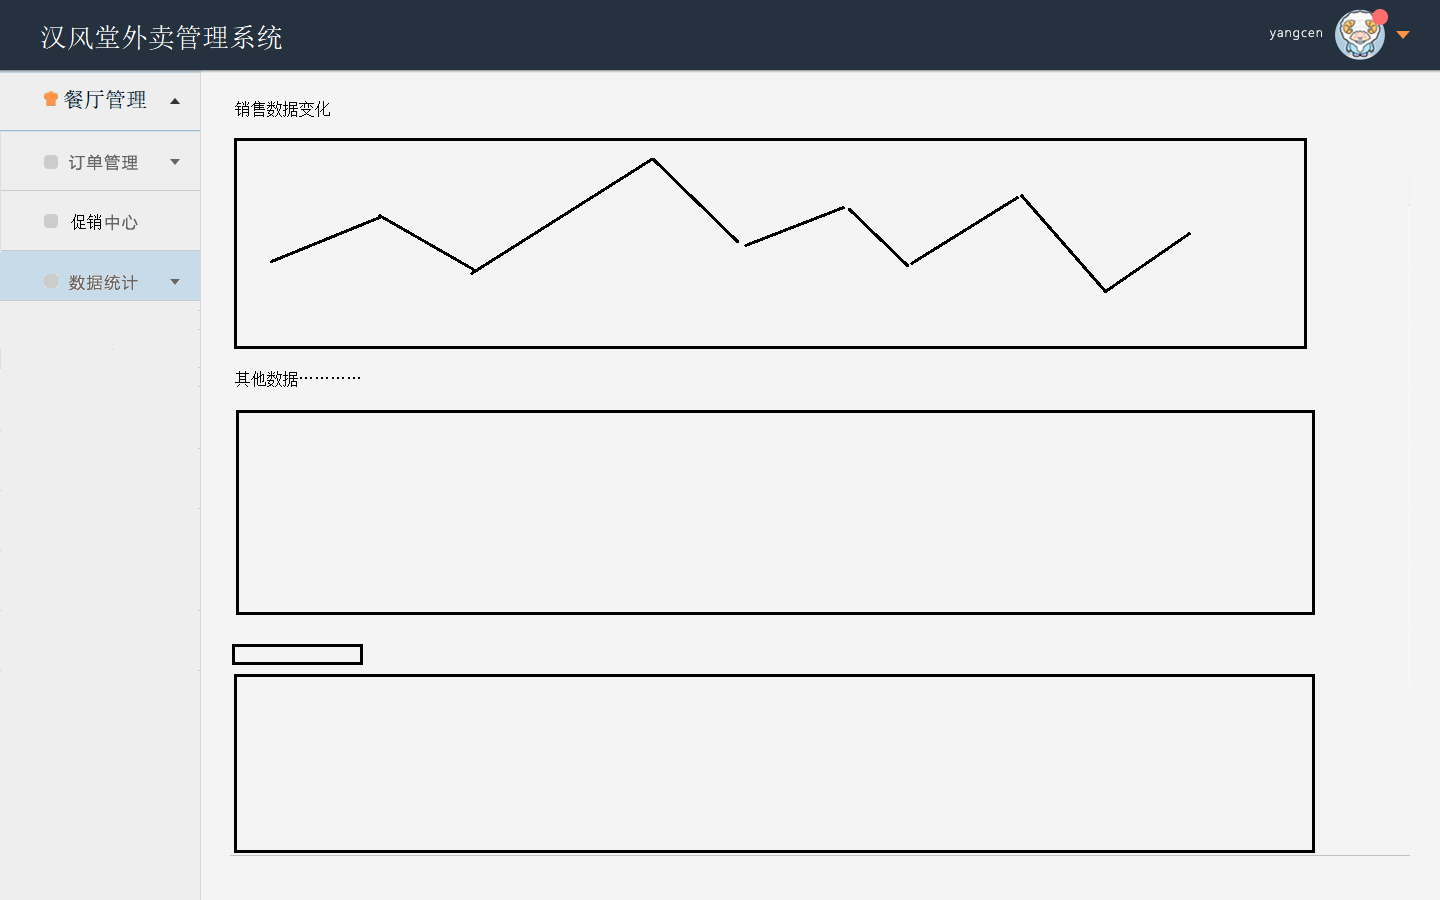 汉风堂外卖管理系统
yangcen
餐厅管理
订单管理
促销中心
数据统计
销售数据变化
其他数据…………